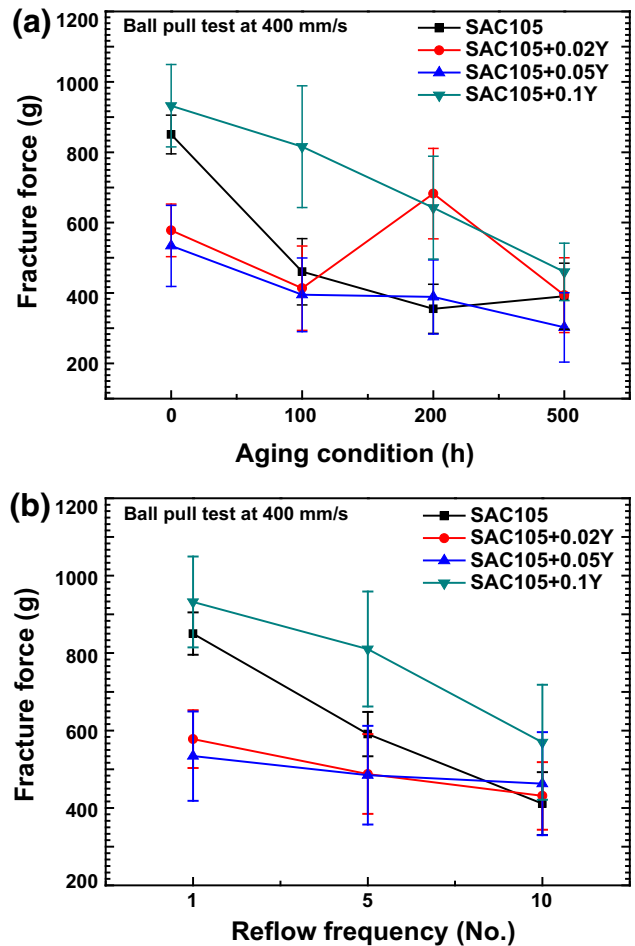 (a)
Ball pull test at 400 mm/s
SAC105
SAC105+0.02Y
SAC105+0.05Y
SAC105+0.1Y
1200
1000
800
600
400
200
Fracture force (g)
0 100 200 500
Aging condition (h)
(b)
Ball pull test at 400 mm/s
SAC105
SAC105+0.02Y
SAC105+0.05Y
SAC105+0.1Y
1200
1000
800
600
400
200
Fracture force (g)
1 5 10
Reflow frequency (No.)